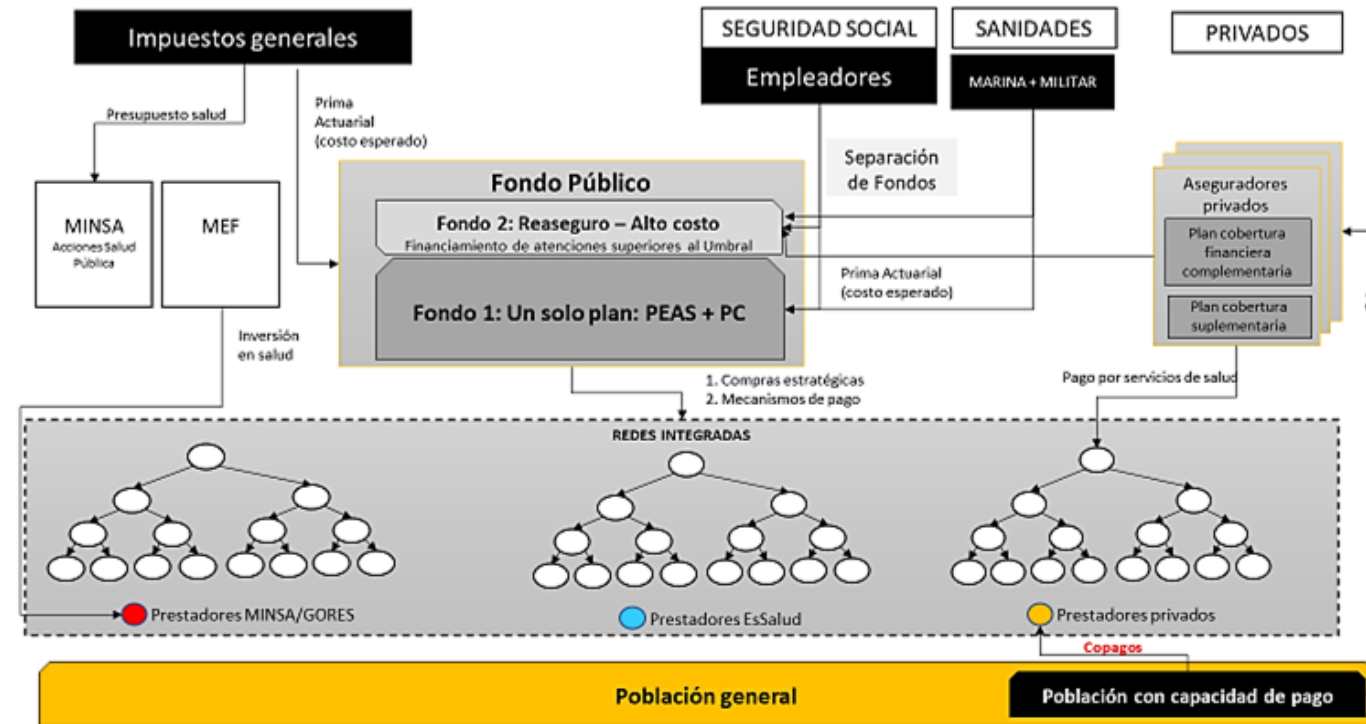 Impuestos generales
SEGURIDAD SOCIAL
Empleadores
SANIDADES
MARINA + MILITAR
PRIVADOS
Presupuesto salud
Prima
Actuarial
(costo esperado)
Separación
de Fondos
MINSA
Acciones Salud
Pública
MEF
Fondo Público
Fondo 2: Reaseguro – Alto costo
Financiamiento de atenciones superiores al Umbral
Fondo 1: Un solo plan: PEAS + PC
Prima Actuarial
(costo esperado)
Aseguradores
privados
Plan cobertura
financiera
complementaria
Plan cobertura
suplementaria
Inversión
en salud
1. Compras estratégicas
2. Mecanismos de pago
Pago por servicios de salud
REDES INTEGRADAS
Prestadores MINSA/GORES
Prestadores EsSalud
Prestadores privados
Copagos
Población general
Población con capacidad de pago